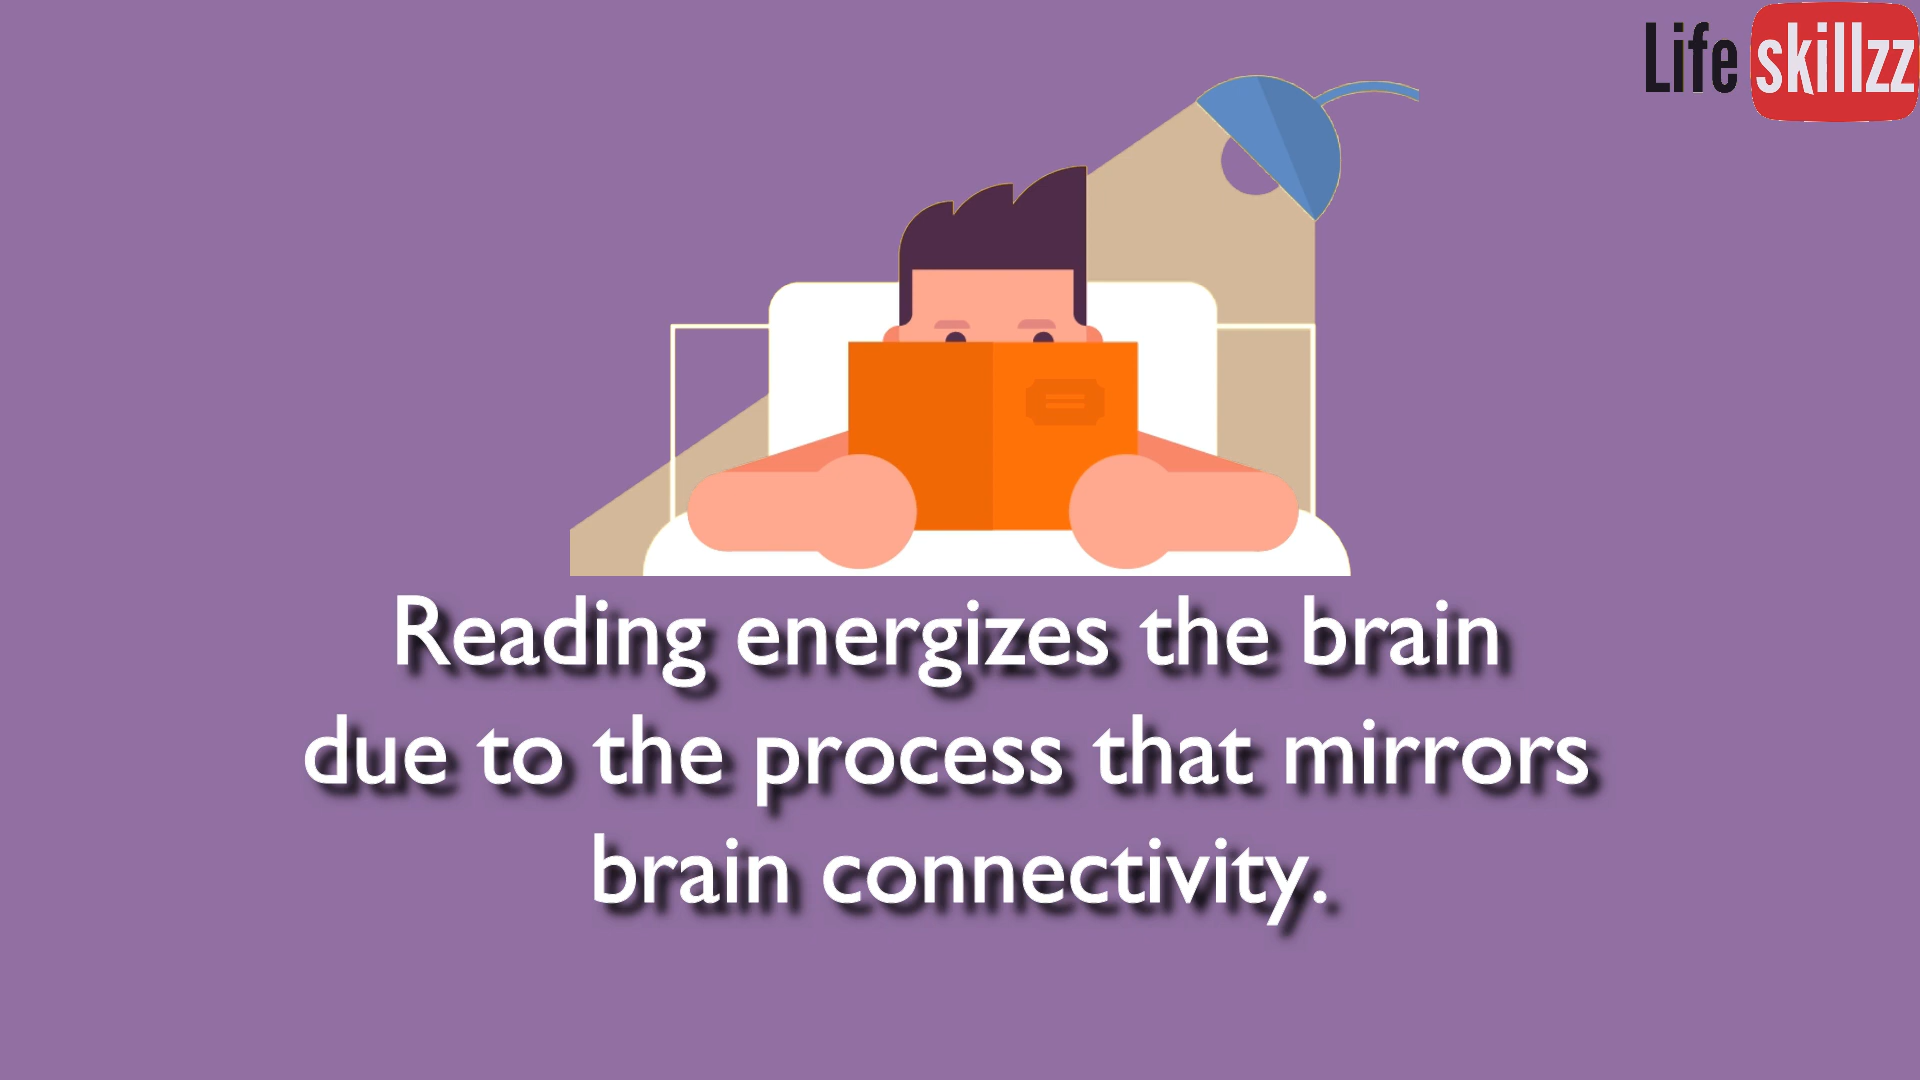 Life skillzz
Reading energizes the brain
due to the process that mirrors
brain connectivity.